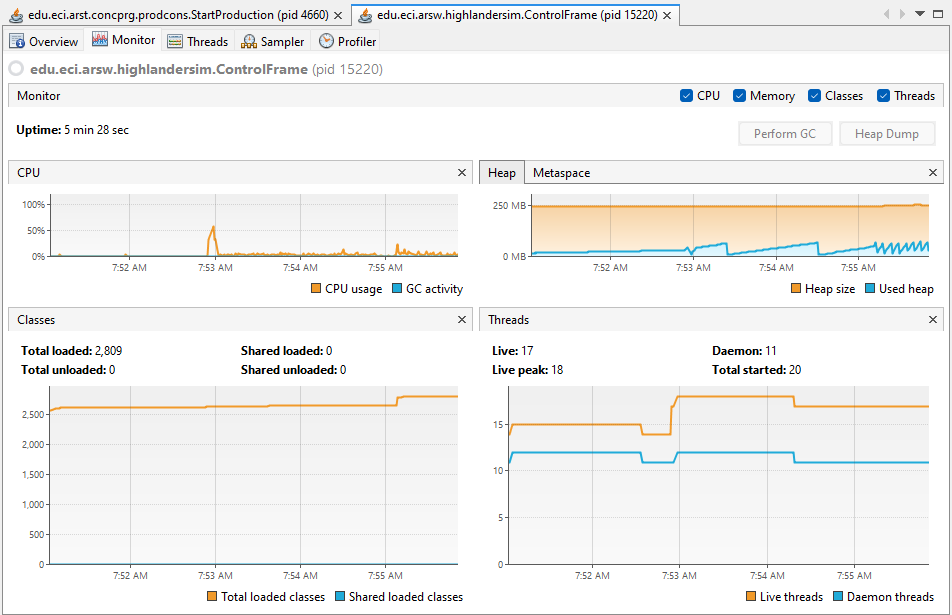 edu.eci.arst.concprg.prodcons.StartProduction (pid 4660) edu.eci.arsw.highlandersim.ControlFrame (pid 15220)
Overview Monitor Threads Sampler Profiler
edu.eci.arsw.highlandersim.ControlFrame (pid 15220)
Monitor CPU Memory Classes Threads
Uptime: 5 min 28 sec Perform GC Heap Dump
CPU
100%
50%
0%
7:52 AM 7:53 AM 7:54 AM 7:55 AM
CPU usage GC activity
Heap Metaspace
250 MB
0 MB
7:52 AM 7:53 AM 7:54 AM 7:55 AM
Heap size Used heap
Classes
Total loaded: 2,809 Shared loaded: 0
Total unloaded: 0 Shared unloaded: 0
2,500
2,000
1,500
1,000
500
0
7:52 AM 7:53 AM 7:54 AM 7:55 AM
Total loaded classes Shared loaded classes
Threads
Live: 17 Daemon: 11
Live peak: 18 Total started: 20
15
10
5
0
7:52 AM 7:53 AM 7:54 AM 7:55 AM
Live threads Daemon threads